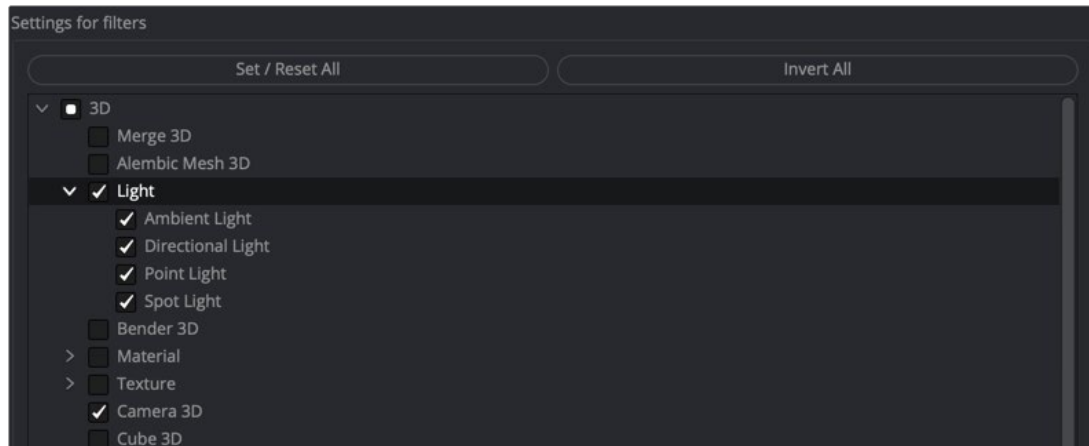 Settings for filters
Set / Reset All
Invert All
3D
Merge 3D
Alembic Mesh 3D
Light
Ambient Light
Directional Light
Point Light
Spot Light
Bender 3D
Material
Texture
Camera 3D
Cube 3D